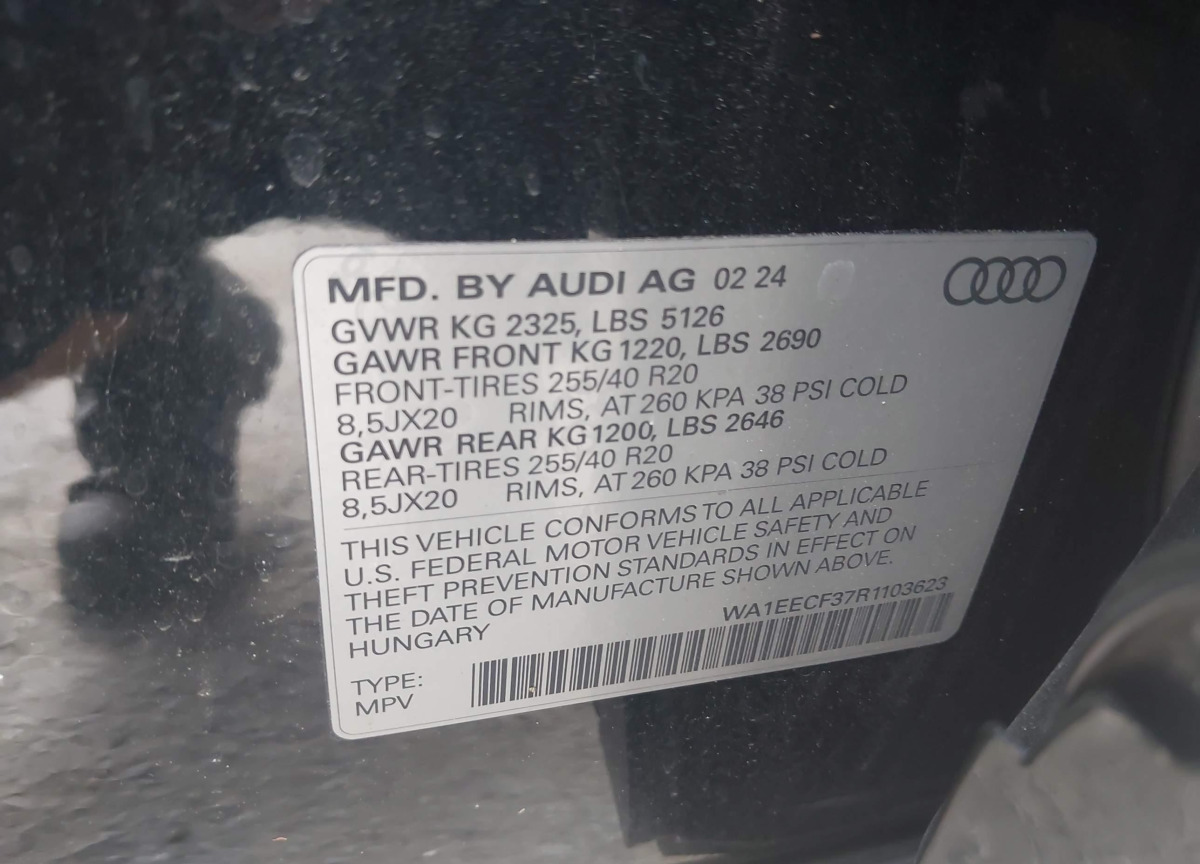 MFD. BY AUDI AG 02 24
GVWR KG 2325, LBS 5126
GAWR FRONT KG 1220, LBS 2690
FRONT-TIRES 255/40 R20
8,5JX20 RIMS, AT 260 KPA 38 PSI COLD
GAWR REAR KG 1200, LBS 2646
REAR-TIRES 255/40 R20
8,5JX20 RIMS, AT 260 KPA 38 PSI COLD
THIS VEHICLE CONFORMS TO ALL APPLICABLE
U.S. FEDERAL MOTOR VEHICLE SAFETY AND
THEFT PREVENTION STANDARDS IN EFFECT ON
THE DATE OF MANUFACTURE SHOWN ABOVE.
HUNGARY
WA1EECF37R1103623
TYPE:
MPV